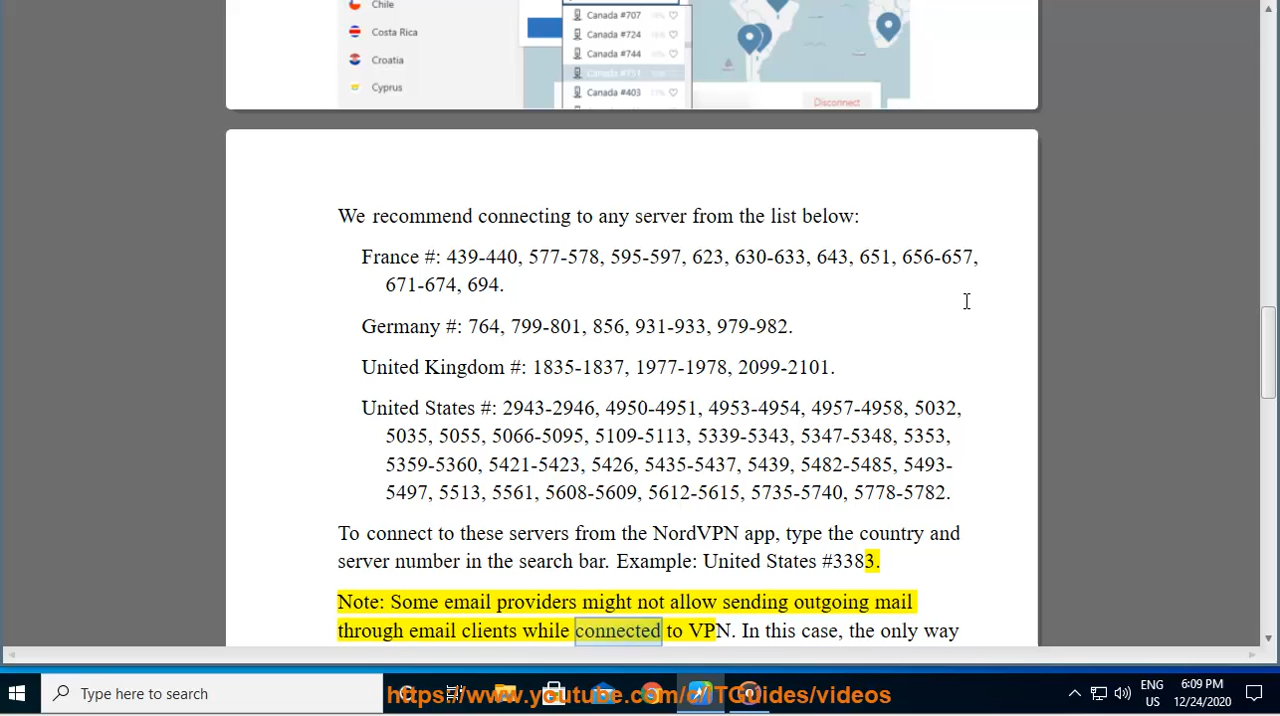 Chile
Canada #707
Costa Rica
Canada #724
Canada #744
Croatia
Canada #751
Cyprus
Canada #403
Disconnect
We recommend connecting to any server from the list below:
France #: 439-440, 577-578, 595-597, 623, 630-633, 643, 651, 656-657,
671-674, 694.
Germany #: 764, 799-801, 856, 931-933, 979-982.
United Kingdom #: 1835-1837, 1977-1978, 2099-2101.
United States #: 2943-2946, 4950-4951, 4953-4954, 4957-4958, 5032,
5035, 5055, 5066-5095, 5109-5113, 5339-5343, 5347-5348, 5353,
5359-5360, 5421-5423, 5426, 5435-5437, 5439, 5482-5485, 5493-
5497, 5513, 5561, 5608-5609, 5612-5615, 5735-5740, 5778-5782.
To connect to these servers from the NordVPN app, type the country and
server number in the search bar. Example: United States #3383.
Note: Some email providers might not allow sending outgoing mail
through email clients while connected to VPN. In this case, the only way
Type here to search
https://www.youtube.com/c/ITGuides/videos
ENG
US
6:09 PM
12/24/2020